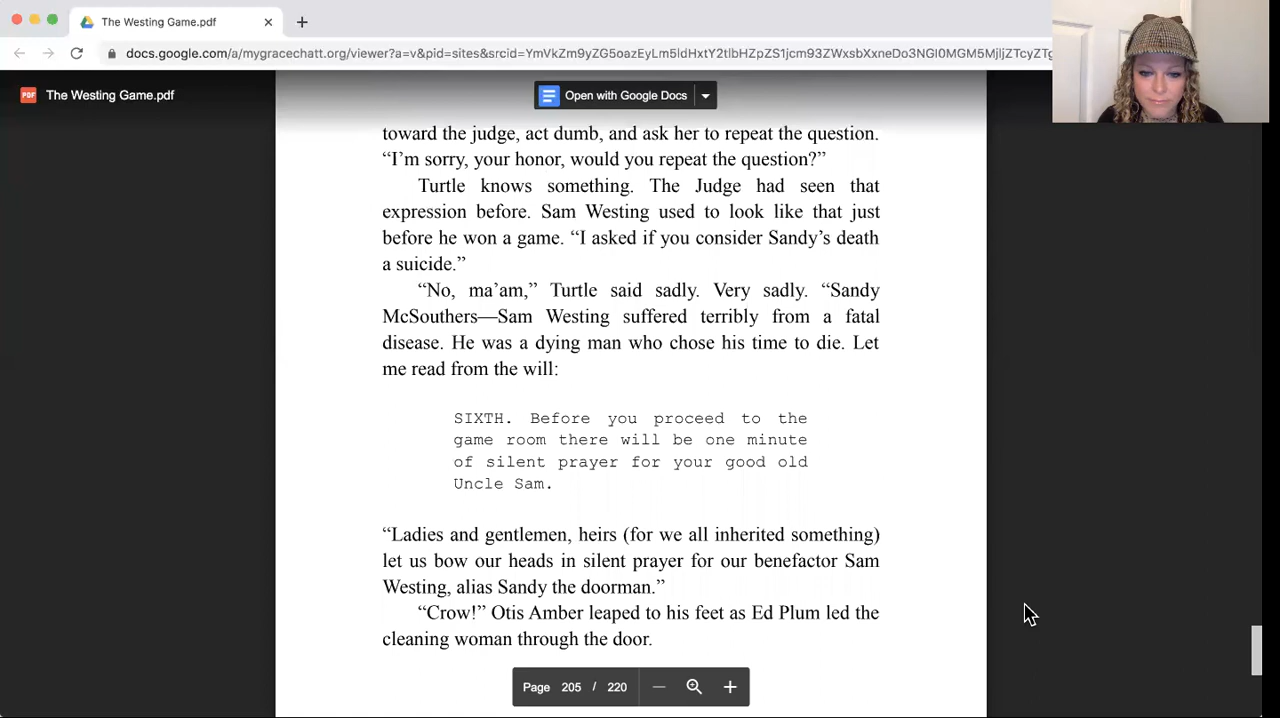 The Westing Game.pdf
docs.google.com/a/mygracechatt.org/viewer?a=v&pid=sites&srcid=
The Westing Game.pdf
Open with Google Docs
toward the judge, act dumb, and ask her to repeat the question.
“I’m sorry, your honor, would you repeat the question?”
Turtle knows something. The Judge had seen that
expression before. Sam Westing used to look like that just
before he won a game. “I asked if you consider Sandy’s death
a suicide.”
“No, ma’am,” Turtle said sadly. Very sadly. “Sandy
McSouthers—Sam Westing suffered terribly from a fatal
disease. He was a dying man who chose his time to die. Let
me read from the will:
SIXTH. Before you proceed to the
game room there will be one minute
of silent prayer for your good old
Uncle Sam.
“Ladies and gentlemen, heirs (for we all inherited something)
let us bow our heads in silent prayer for our benefactor Sam
Westing, alias Sandy the doorman.”
“Crow!” Otis Amber leaped to his feet as Ed Plum led the
cleaning woman through the door.
Page 205 / 220